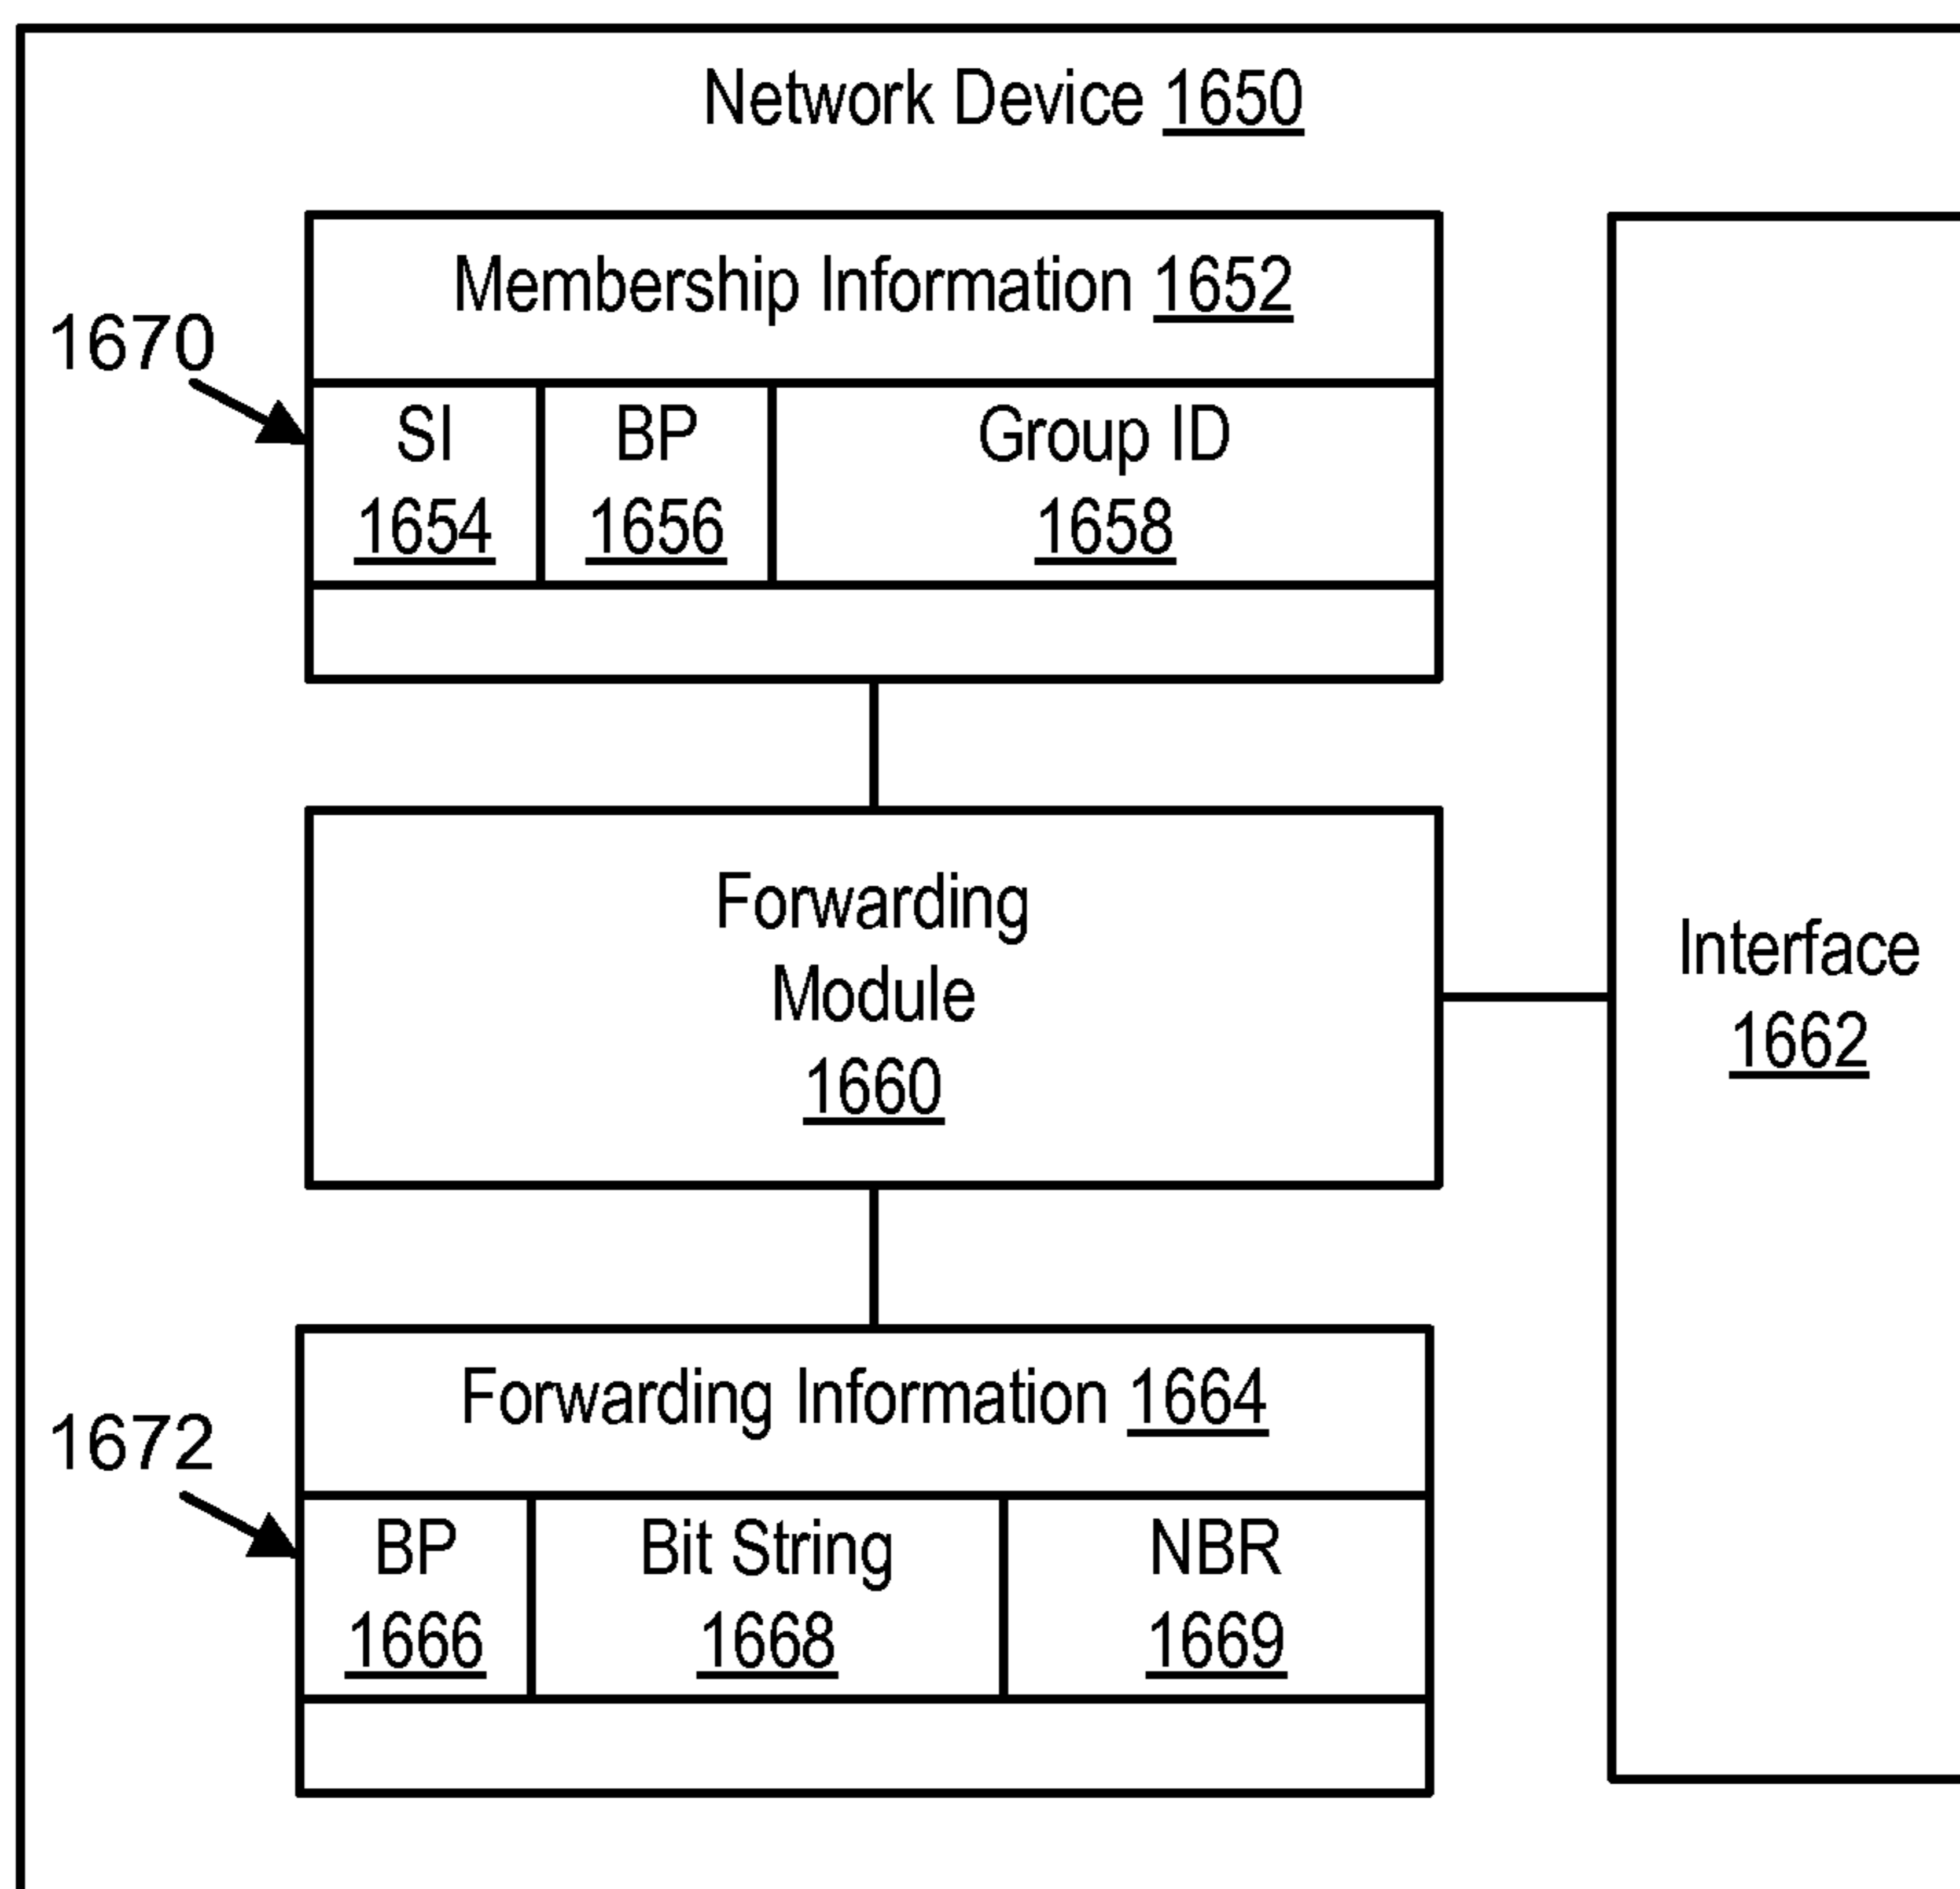 Network Device 1650
Membership Information 1652
1670
SI
1654
BP
1656
Group ID
1658
Forwarding
Module
1660
Interface
1662
Forwarding Information 1664
1672
BP
1666
Bit String
1668
NBR
1669